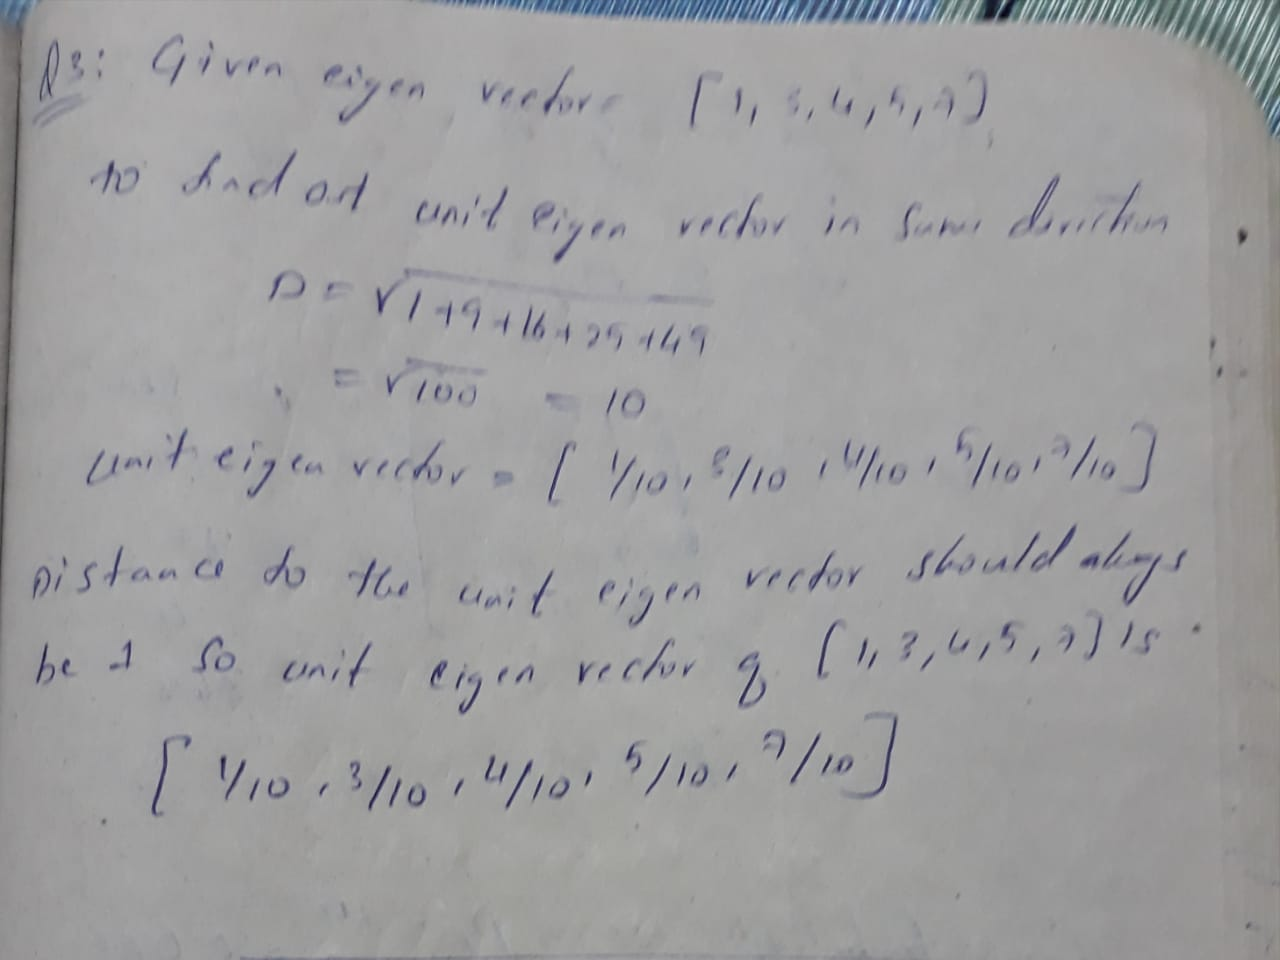 Q3: Given eigen vector= [1, 3, 4, 5, 7]
to find out unit eigen vector in same direction
D = √1+9+16+25+49
= √100 = 10
unit eigen vector = [ 1/10, 3/10, 4/10, 5/10, 7/10]
Distance to the unit eigen vector should always
be 1 so unit eigen vector of [1, 3, 4, 5, 7] is
[ 1/10, 3/10, 4/10, 5/10, 7/10]